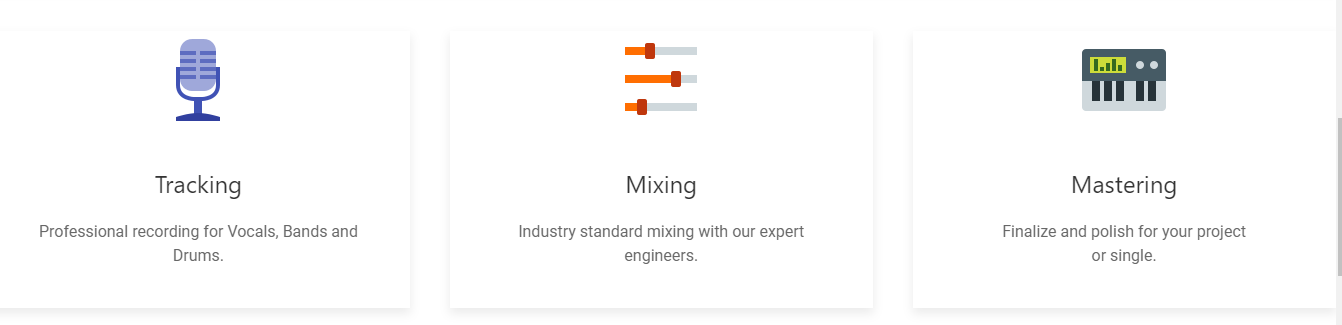 Tracking
Professional recording for Vocals, Bands and
Drums.
Mixing
Industry standard mixing with our expert
engineers.
Mastering
Finalize and polish for your project
or single.